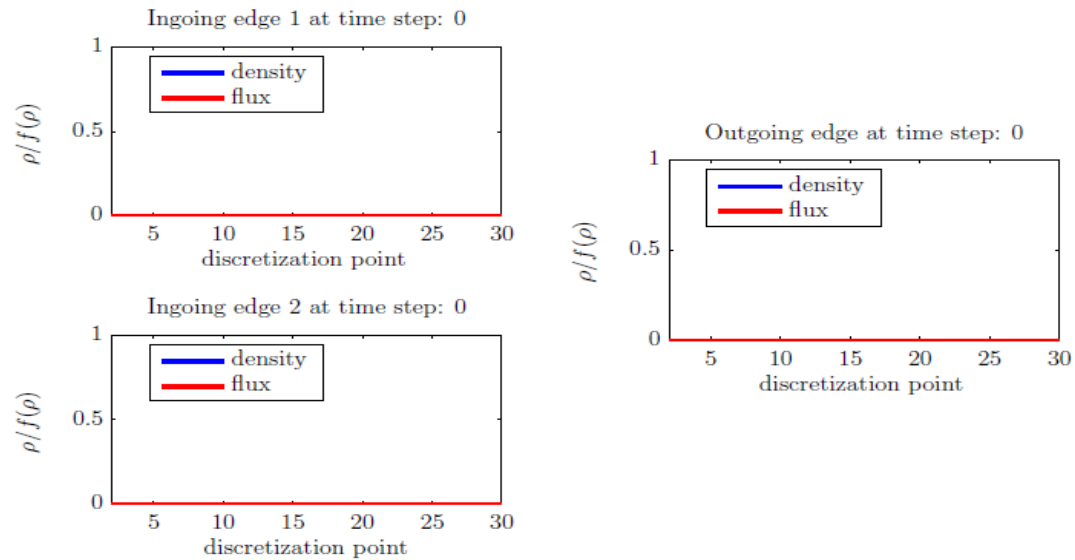 Ingoing edge 1 at time step: 0
1
density
flux
0.5
ρ/f(ρ)
0
5 10 15 20 25 30
discretization point
Ingoing edge 2 at time step: 0
1
density
flux
0.5
ρ/f(ρ)
0
5 10 15 20 25 30
discretization point
Outgoing edge at time step: 0
1
density
flux
0.5
ρ/f(ρ)
0
5 10 15 20 25 30
discretization point